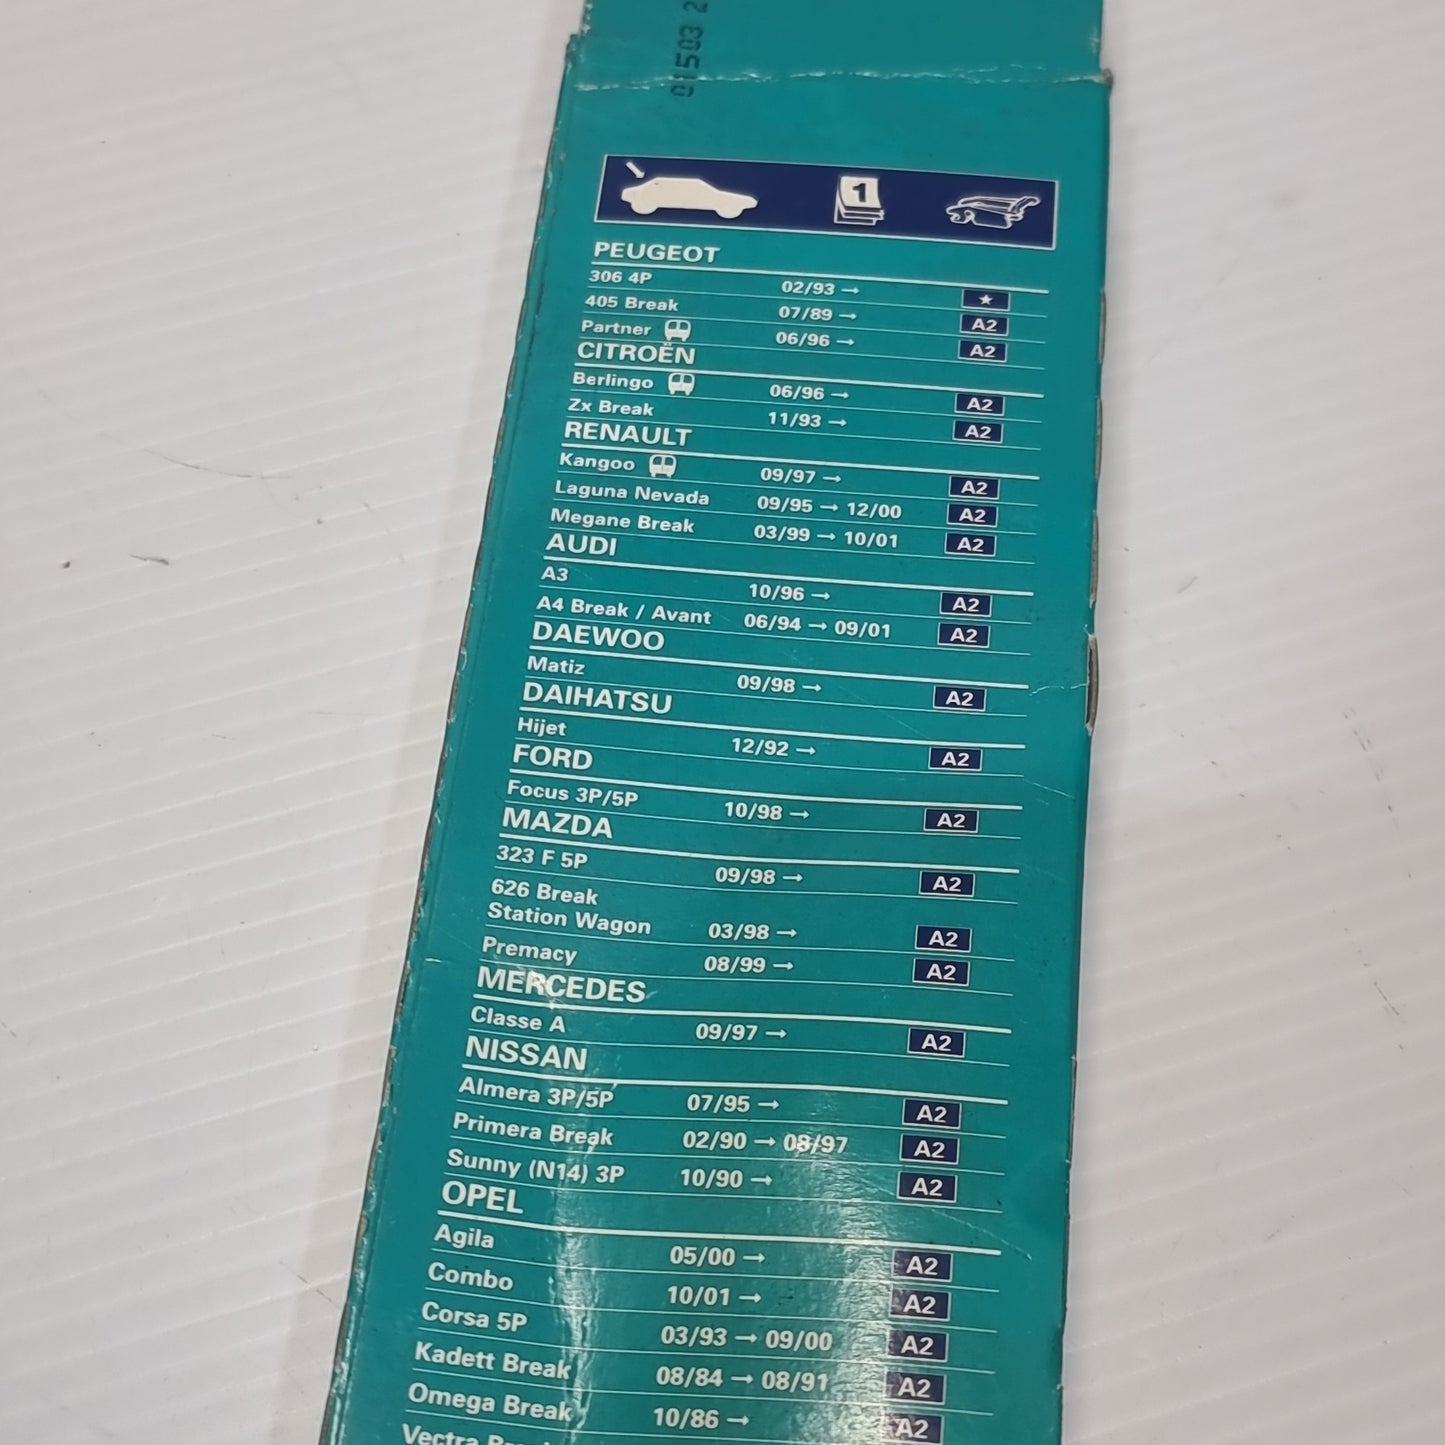 01503 2
1
PEUGEOT
306 4P 02/93 → ★
405 Break 07/89 → A2
Partner 06/96 → A2
CITROËN
Berlingo 06/96 → A2
Zx Break 11/93 → A2
RENAULT
Kangoo 09/97 → A2
Laguna Nevada 09/95 → 12/00 A2
Megane Break 03/99 → 10/01 A2
AUDI
A3 10/96 → A2
A4 Break / Avant 06/94 → 09/01 A2
DAEWOO
Matiz 09/98 → A2
DAIHATSU
Hijet 12/92 → A2
FORD
Focus 3P/5P 10/98 → A2
MAZDA
323 F 5P 09/98 → A2
626 Break
Station Wagon 03/98 → A2
Premacy 08/99 → A2
MERCEDES
Classe A 09/97 → A2
NISSAN
Almera 3P/5P 07/95 → A2
Primera Break 02/90 → 08/97 A2
Sunny (N14) 3P 10/90 → A2
OPEL
Agila 05/00 → A2
Combo 10/01 → A2
Corsa 5P 03/93 → 09/00 A2
Kadett Break 08/84 → 08/91 A2
Omega Break 10/86 → A2
Vectra